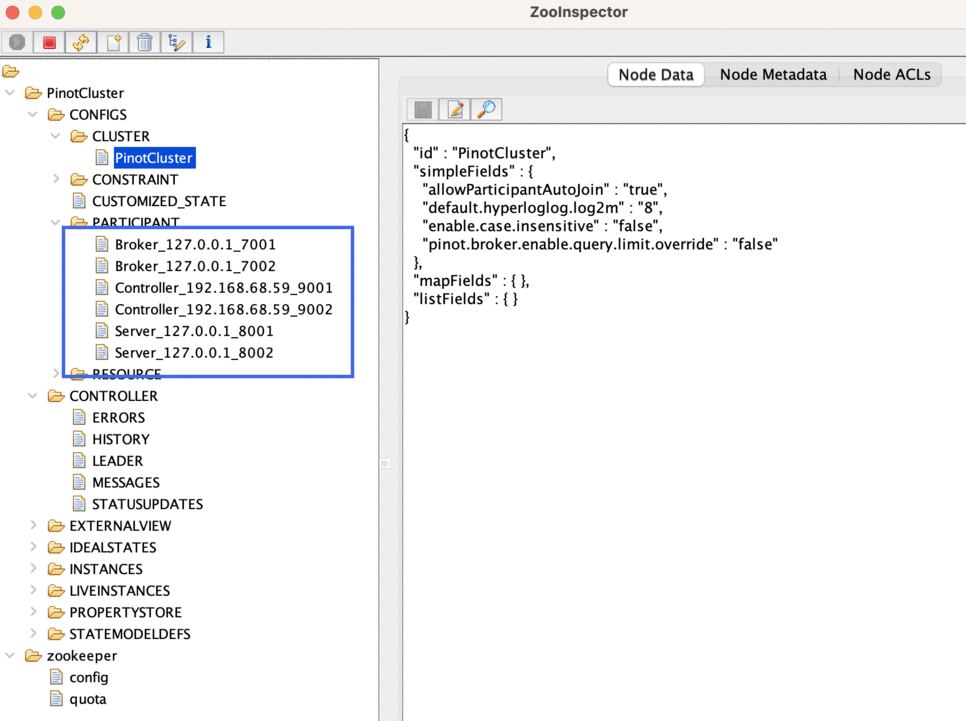 ZooInspector
PinotCluster
CONFIGS
CLUSTER
PinotCluster
CONSTRAINT
CUSTOMIZED_STATE
PARTICIPANT
Broker_127.0.0.1_7001
Broker_127.0.0.1_7002
Controller_192.168.68.59_9001
Controller_192.168.68.59_9002
Server_127.0.0.1_8001
Server_127.0.0.1_8002
RESOURCE
CONTROLLER
ERRORS
HISTORY
LEADER
MESSAGES
STATUSUPDATES
EXTERNALVIEW
IDEALSTATES
INSTANCES
LIVEINSTANCES
PROPERTYSTORE
STATEMODELDEFS
zookeeper
config
quota
Node Data Node Metadata Node ACLs
{
"id" : "PinotCluster",
"simpleFields" : {
"allowParticipantAutoJoin" : "true",
"default.hyperloglog.log2m" : "8",
"enable.case.insensitive" : "false",
"pinot.broker.enable.query.limit.override" : "false"
},
"mapFields" : { },
"listFields" : { }
}